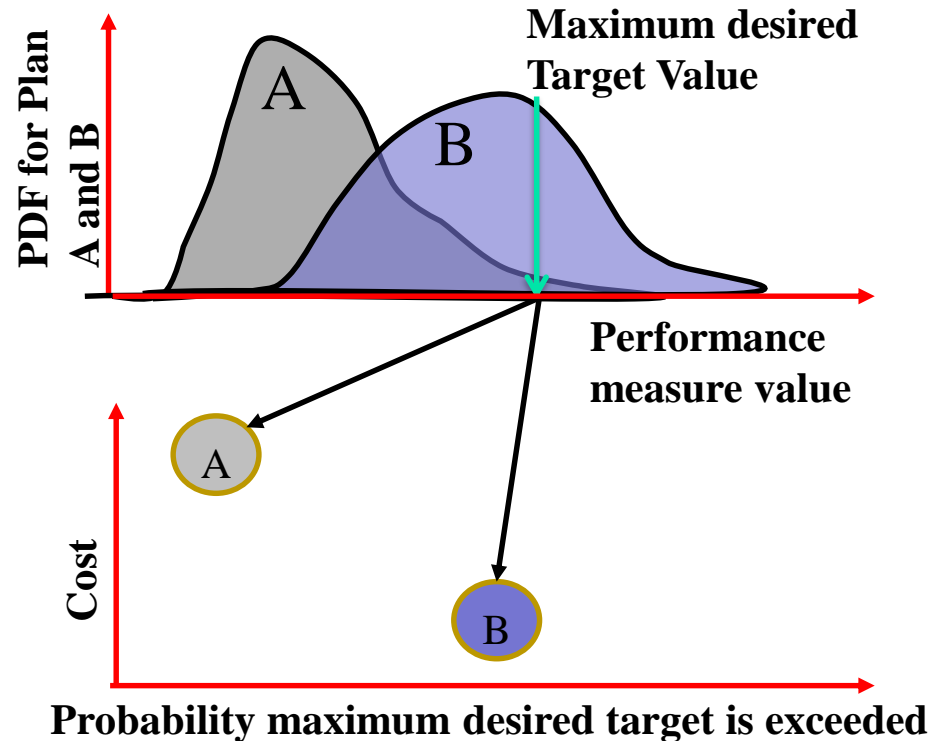 Maximum desired
Target Value
PDF for Plan
A and B
A
B
Performance
measure value
A
Cost
B
Probability maximum desired target is exceeded